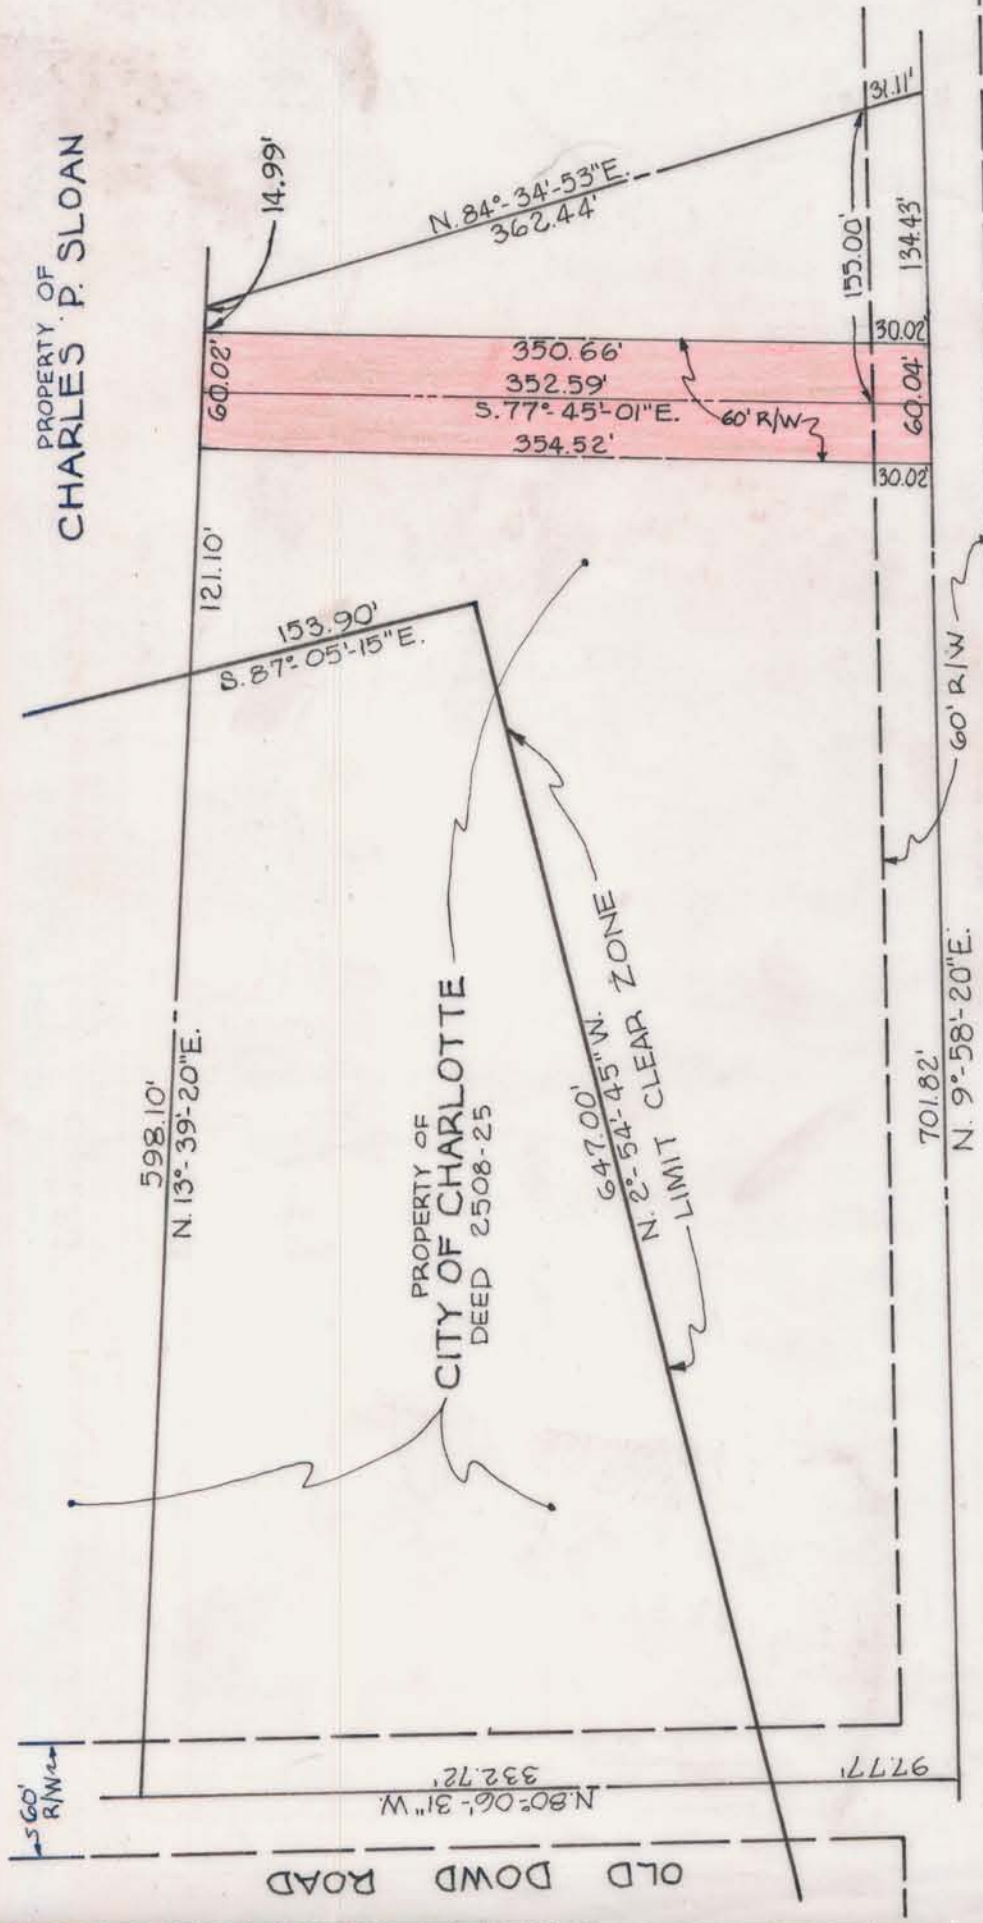 PROPERTY OF
CHARLES P. SLOAN
14.99'
31.11'
N. 84°-34'-53"E.
362.44'
155.00'
134.43'
60.02'
350.66'
352.59'
S. 77°-45'-01"E.
354.52'
60' R/W
30.02'
60.04'
30.02'
121.10'
153.90'
S. 87°-05'-15"E.
598.10'
N. 13°-39'-20"E.
PROPERTY OF
CITY OF CHARLOTTE
DEED 2508-25
647.00'
N. 2°-54'-45"W.
LIMIT CLEAR ZONE
60' R/W
701.82'
N. 9°-58'-20"E.
60'
R/W
N. 80°-06'-31"W.
332.72'
97.77'
OLD DOWD ROAD